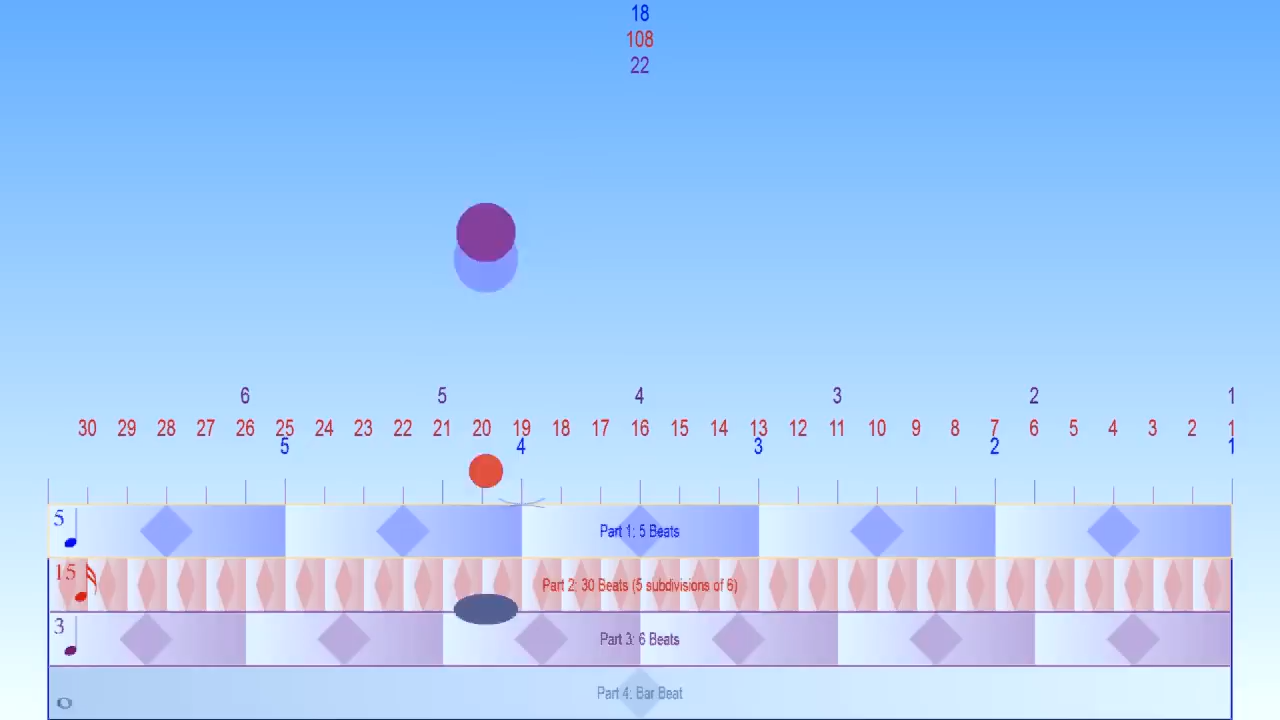 18
108
22
6 5 4 3 2 1
30 29 28 27 26 25 24 23 22 21 20 19 18 17 16 15 14 13 12 11 10 9 8 7 6 5 4 3 2 1
5 4 3 2 1
5 Part 1: 5 Beats
15 Part 2: 30 Beats (5 subdivisions of 6)
3 Part 3: 6 Beats
Part 4: Bar Beat